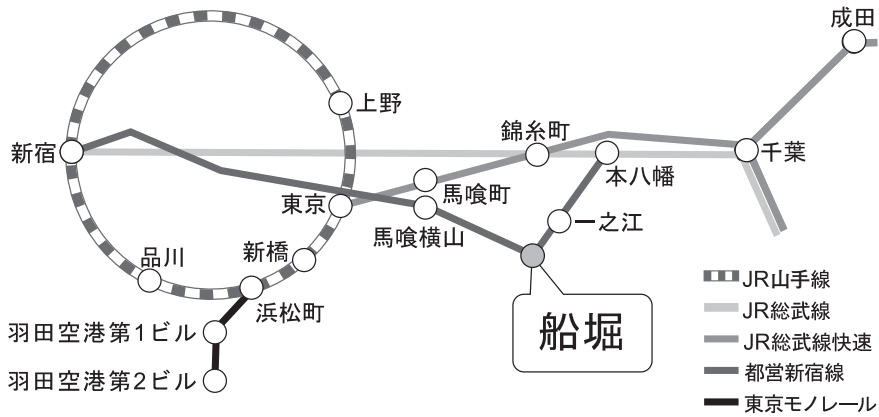 成田
上野
錦糸町
新宿
千葉
本八幡
馬喰町
東京
一之江
馬喰横山
新橋
品川
浜松町
船堀
羽田空港第1ビル
羽田空港第2ビル
JR山手線
JR総武線
JR総武線快速
都営新宿線
東京モノレール